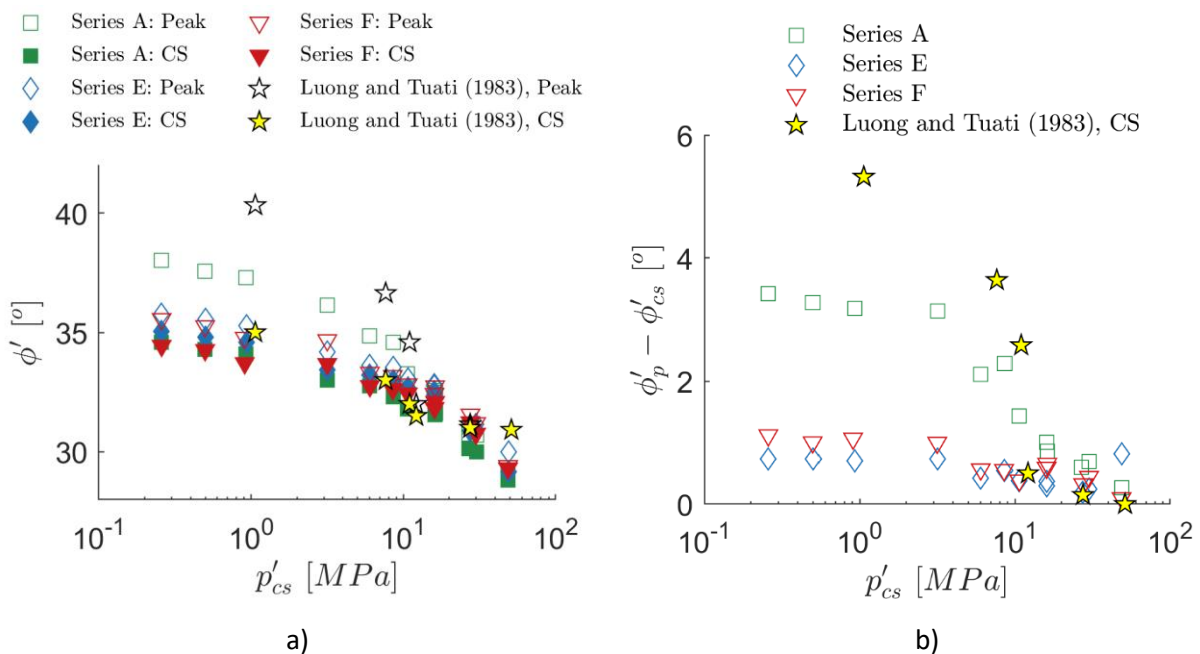 Series A: Peak
Series A: CS
Series E: Peak
Series E: CS
Series F: Peak
Series F: CS
Luong and Tuati (1983), Peak
Luong and Tuati (1983), CS
ϕ′ [°]
40
35
30
10⁻¹ 10⁰ 10¹ 10²
p′cs [MPa]
a)
Series A
Series E
Series F
Luong and Tuati (1983), CS
ϕ′p − ϕ′cs [°]
6
4
2
0
10⁻¹ 10⁰ 10¹ 10²
p′cs [MPa]
b)